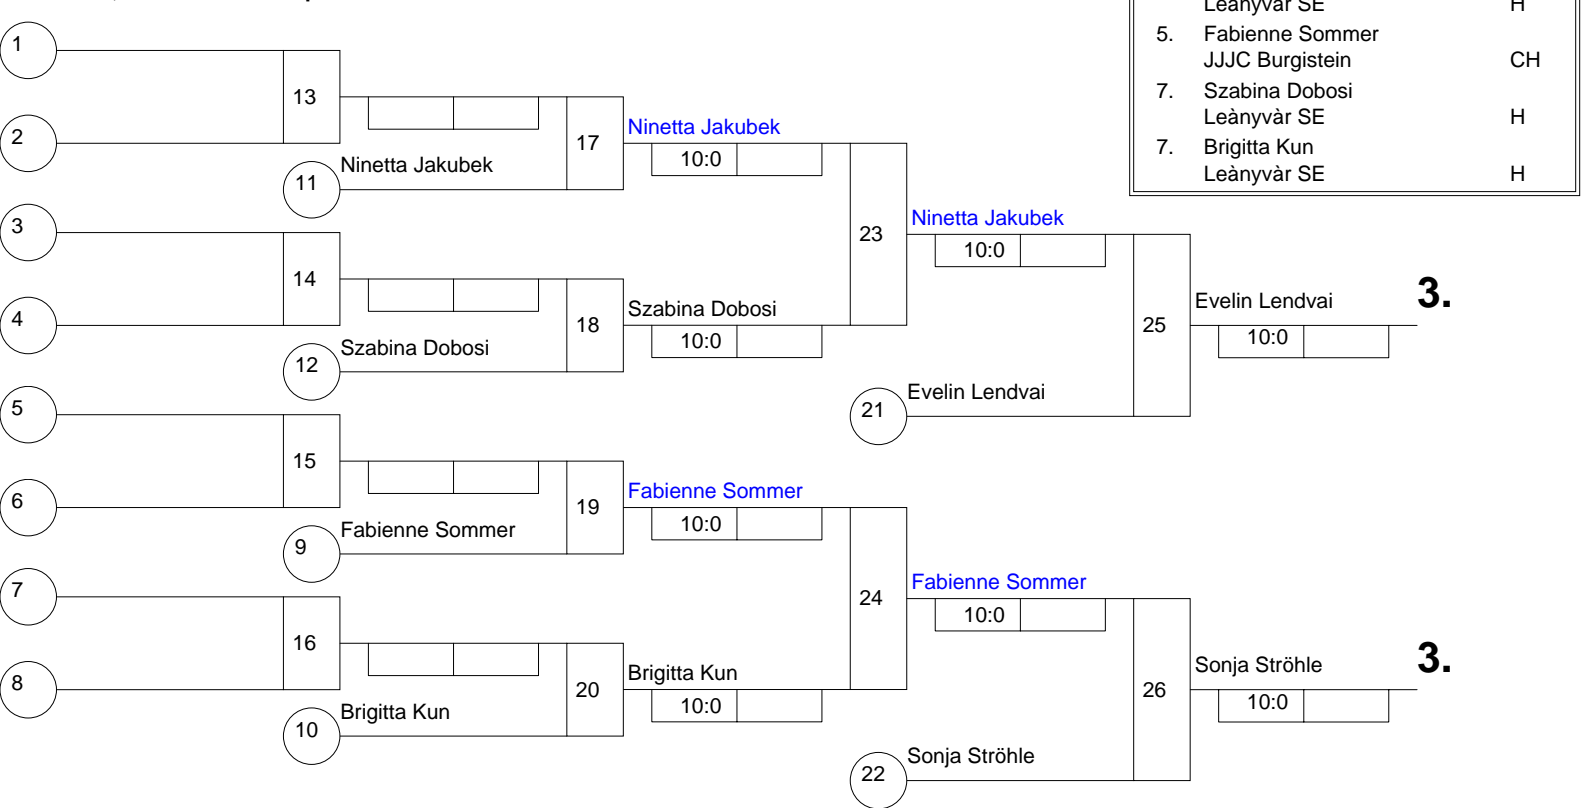 Leànyvàr SE H
5. Fabienne Sommer
JJJC Burgistein CH
7. Szabina Dobosi
Leànyvàr SE H
7. Brigitta Kun
Leànyvàr SE H
1
13
2
17
Ninetta Jakubek
10:0
11
Ninetta Jakubek
3
23
Ninetta Jakubek
10:0
14
4
18
Szabina Dobosi
10:0
12
Szabina Dobosi
25
Evelin Lendvai
3.
10:0
21
Evelin Lendvai
5
15
6
19
Fabienne Sommer
10:0
9
Fabienne Sommer
7
24
Fabienne Sommer
10:0
16
8
20
Brigitta Kun
10:0
10
Brigitta Kun
26
Sonja Ströhle
3.
10:0
22
Sonja Ströhle